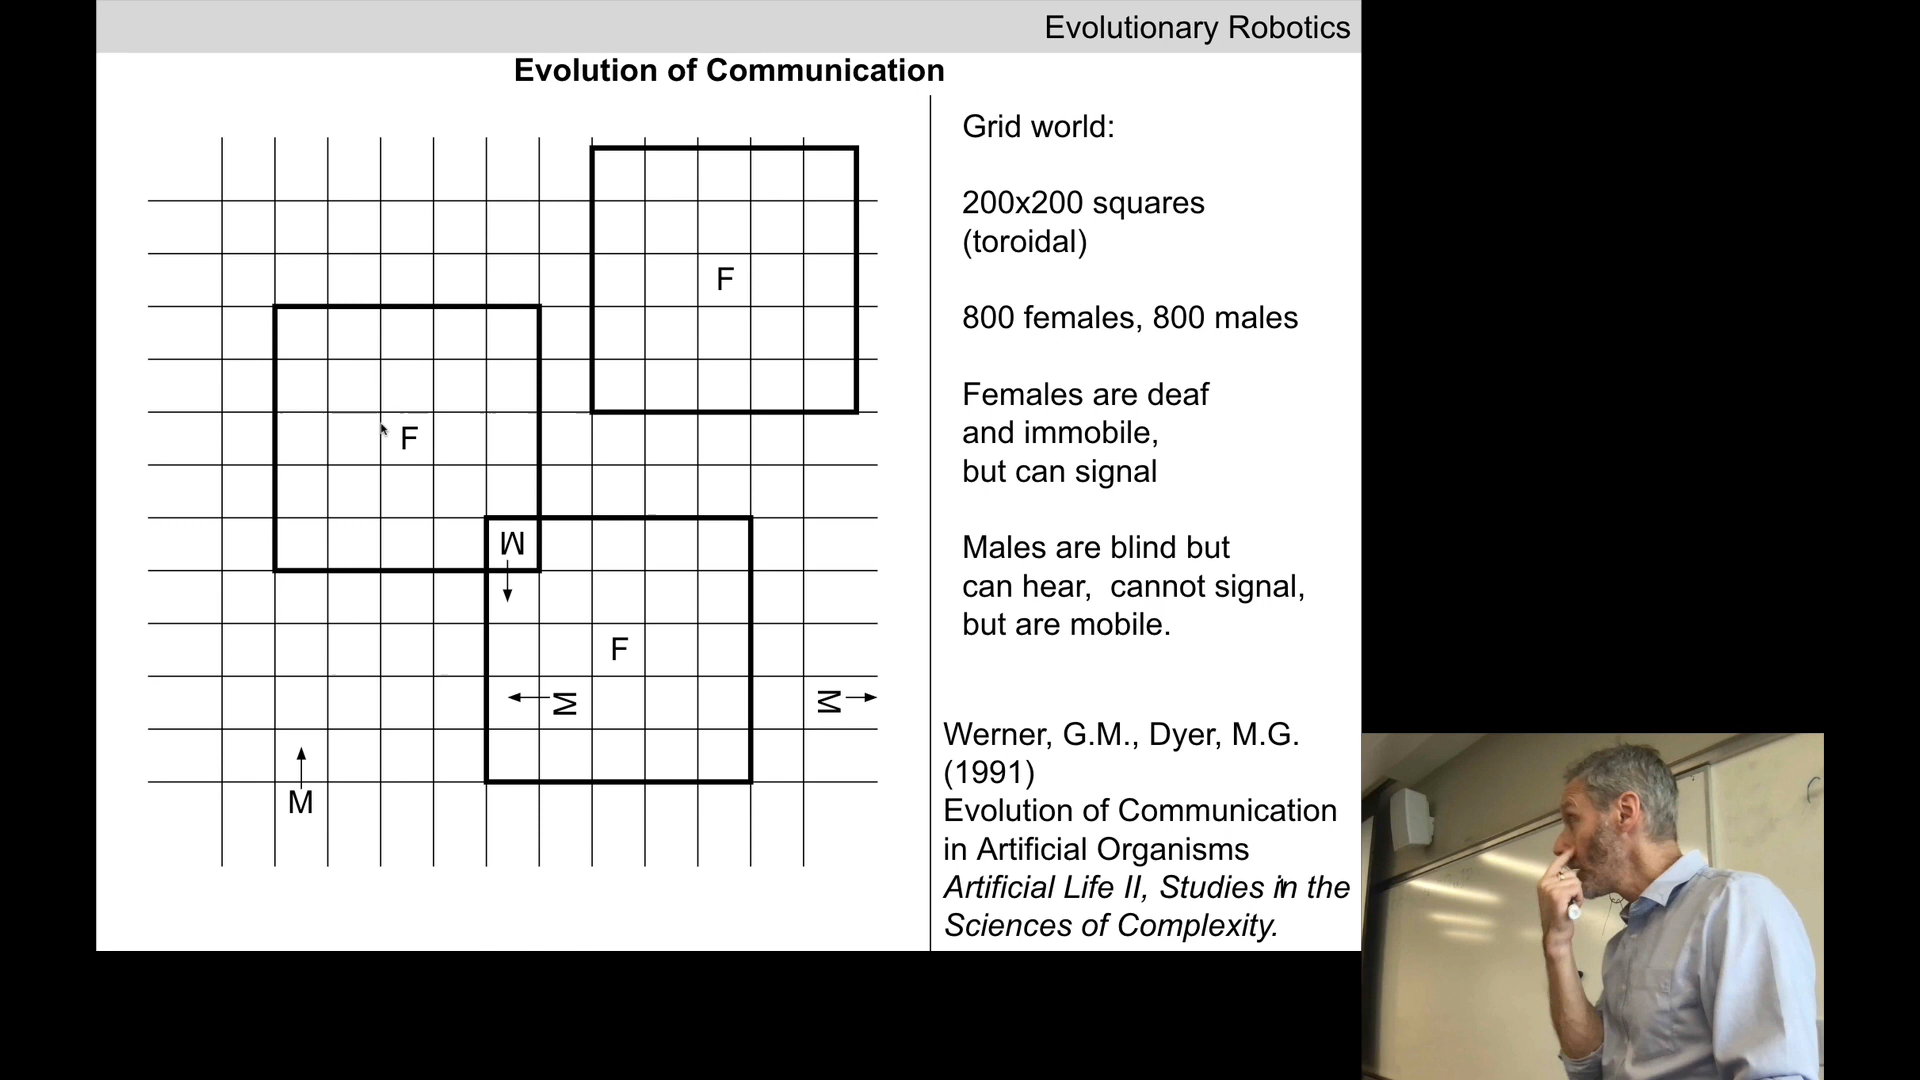 Evolutionary Robotics
Evolution of Communication
F
F
M
F
M
M
M
Grid world:
200x200 squares
(toroidal)
800 females, 800 males
Females are deaf
and immobile,
but can signal
Males are blind but
can hear,  cannot signal,
but are mobile.
Werner, G.M., Dyer, M.G.
(1991)
Evolution of Communication
in Artificial Organisms
Artificial Life II, Studies in the
Sciences of Complexity.